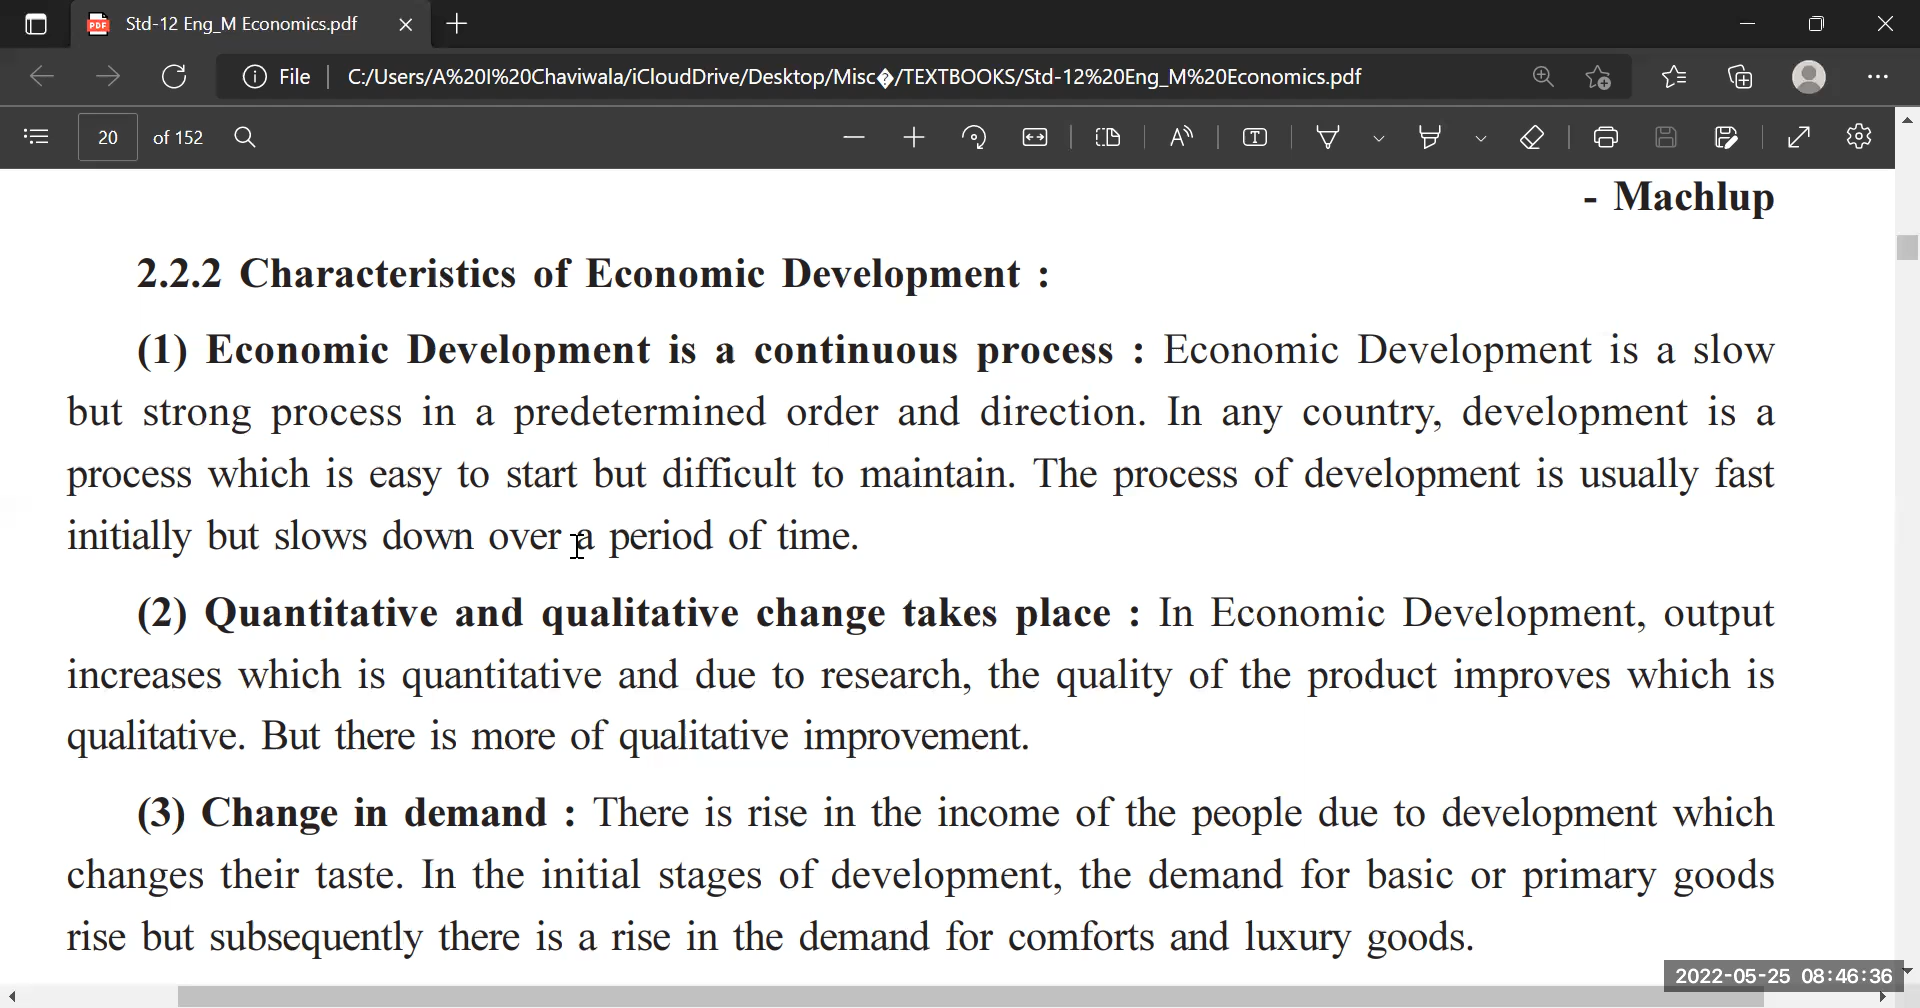 Std-12 Eng_M Economics.pdf
File
C:/Users/A%20I%20Chaviwala/iCloudDrive/Desktop/Misc�/TEXTBOOKS/Std-12%20Eng_M%20Economics.pdf
20 of 152
- Machlup
2.2.2 Characteristics of Economic Development :
(1) Economic Development is a continuous process : Economic Development is a slow
but strong process in a predetermined order and direction. In any country, development is a
process which is easy to start but difficult to maintain. The process of development is usually fast
initially but slows down over a period of time.
(2) Quantitative and qualitative change takes place : In Economic Development, output
increases which is quantitative and due to research, the quality of the product improves which is
qualitative. But there is more of qualitative improvement.
(3) Change in demand : There is rise in the income of the people due to development which
changes their taste. In the initial stages of development, the demand for basic or primary goods
rise but subsequently there is a rise in the demand for comforts and luxury goods.
2022-05-25 08:46:36